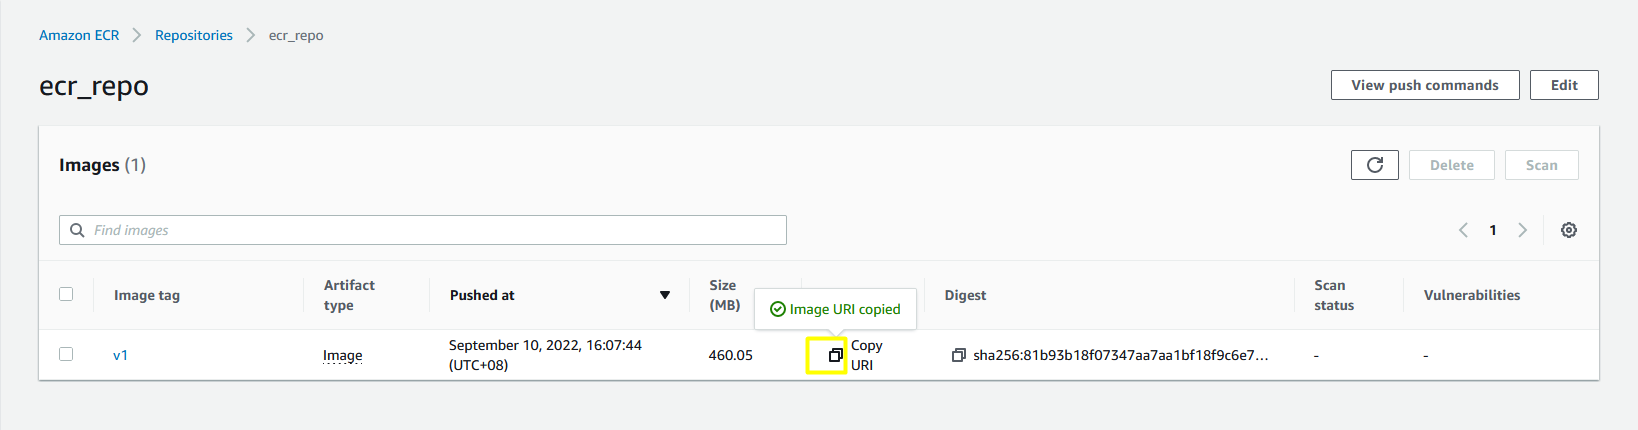 Amazon ECR > Repositories > ecr_repo
ecr_repo
View push commands
Edit
Images (1)
Delete
Scan
Find images
1
Image tag
Artifact type
Pushed at
Size (MB)
Image URI copied
Digest
Scan status
Vulnerabilities
v1
Image
September 10, 2022, 16:07:44 (UTC+08)
460.05
Copy URI
sha256:81b93b18f07347aa7aa1bf18f9c6e7...
-
-